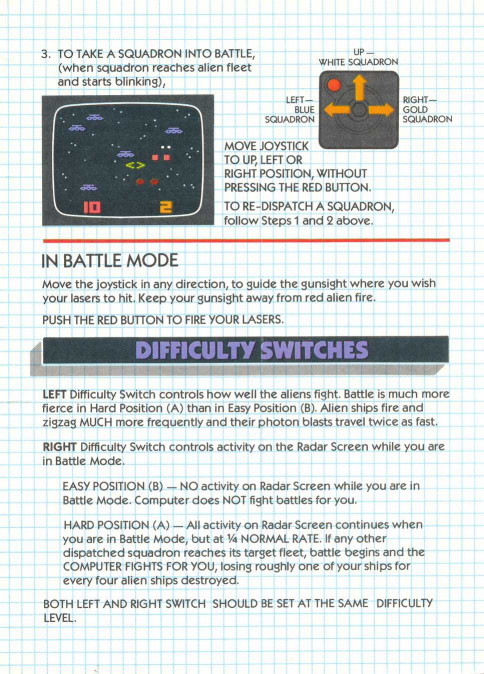 3. TO TAKE A SQUADRON INTO BATTLE,
(when squadron reaches alien fleet
and starts blinking),
UP —
WHITE SQUADRON
LEFT—
BLUE
SQUADRON
RIGHT—
GOLD
SQUADRON
10 2
MOVE JOYSTICK
TO UP, LEFT OR
RIGHT POSITION, WITHOUT
PRESSING THE RED BUTTON.
TO RE-DISPATCH A SQUADRON,
follow Steps 1 and 2 above.
IN BATTLE MODE
Move the joystick in any direction, to guide the gunsight where you wish
your lasers to hit. Keep your gunsight away from red alien fire.
PUSH THE RED BUTTON TO FIRE YOUR LASERS.
DIFFICULTY SWITCHES
LEFT Difficulty Switch controls how well the aliens fight. Battle is much more
fierce in Hard Position (A) than in Easy Position (B). Alien ships fire and
zigzag MUCH more frequently and their photon blasts travel twice as fast.
RIGHT Difficulty Switch controls activity on the Radar Screen while you are
in Battle Mode.
EASY POSITION (B) — NO activity on Radar Screen while you are in
Battle Mode. Computer does NOT fight battles for you.
HARD POSITION (A) — All activity on Radar Screen continues when
you are in Battle Mode, but at ¼ NORMAL RATE. If any other
dispatched squadron reaches its target fleet, battle begins and the
COMPUTER FIGHTS FOR YOU, losing roughly one of your ships for
every four alien ships destroyed.
BOTH LEFT AND RIGHT SWITCH SHOULD BE SET AT THE SAME DIFFICULTY
LEVEL.